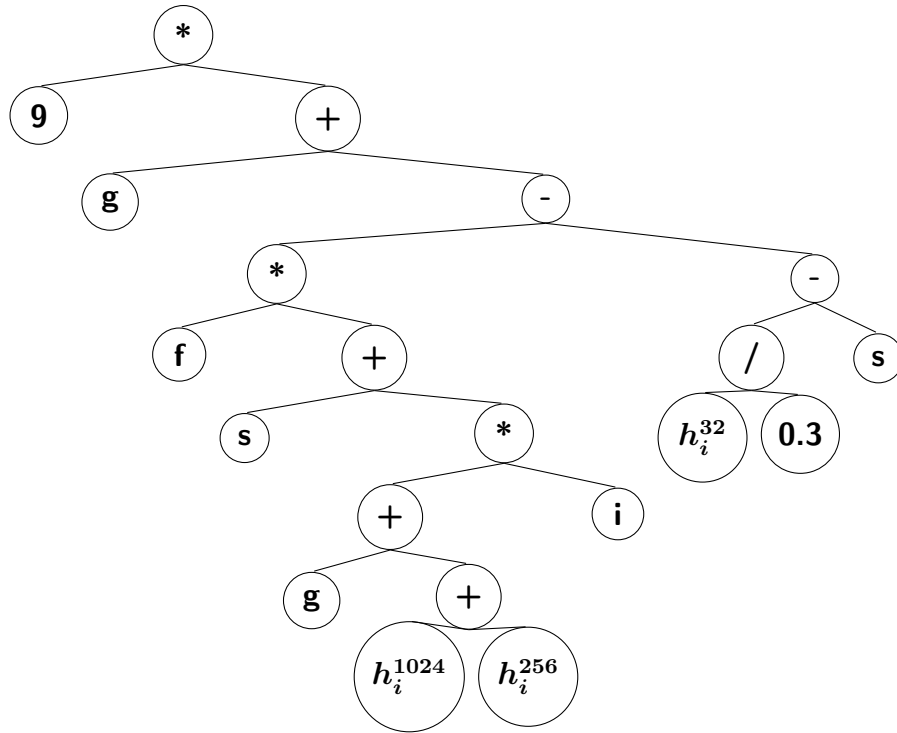 *
9 +
g -
* -
f + / s
s * $h_i^{32}$ 0.3
+ i
g +
$h_i^{1024}$ $h_i^{256}$